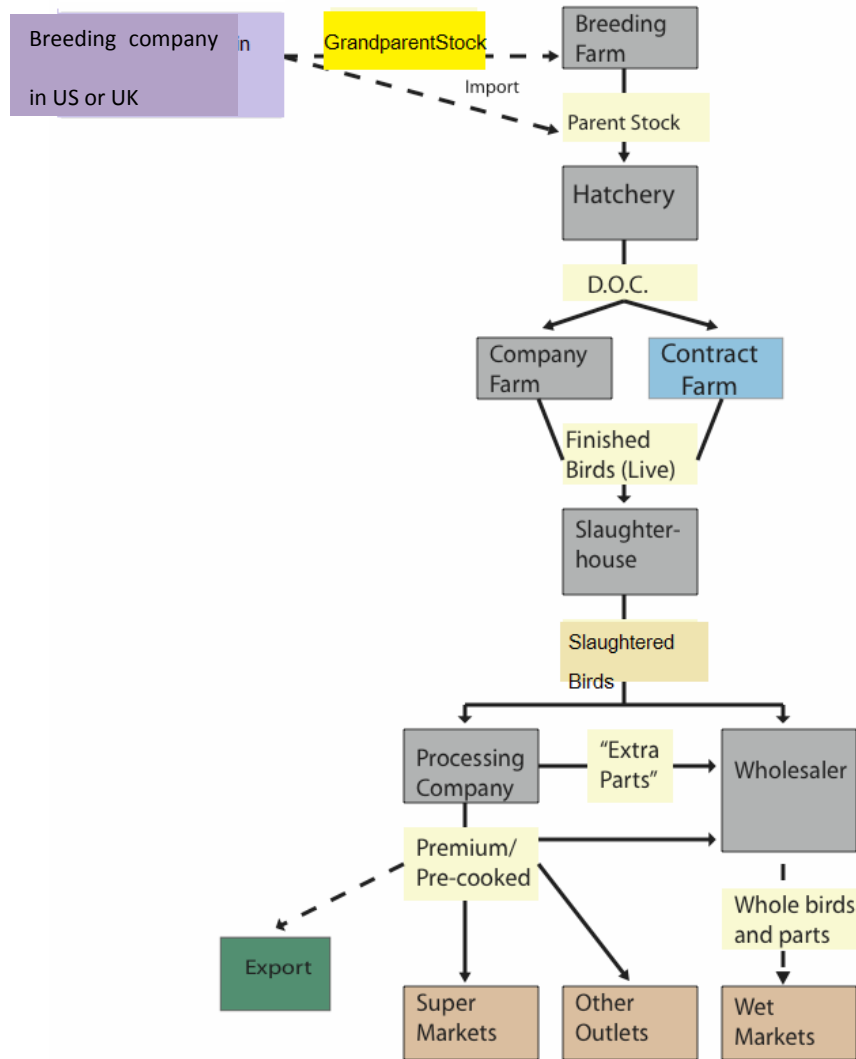 Breeding company
in
in US or UK
GrandparentStock
Import
Breeding
Farm
Parent Stock
Hatchery
D.O.C.
Company
Farm
Contract
Farm
Finished
Birds (Live)
Slaughter-
house
Slaughtered
Birds
Processing
Company
“Extra
Parts”
Wholesaler
Premium/
Pre-cooked
Whole birds
and parts
Export
Super
Markets
Other
Outlets
Wet
Markets